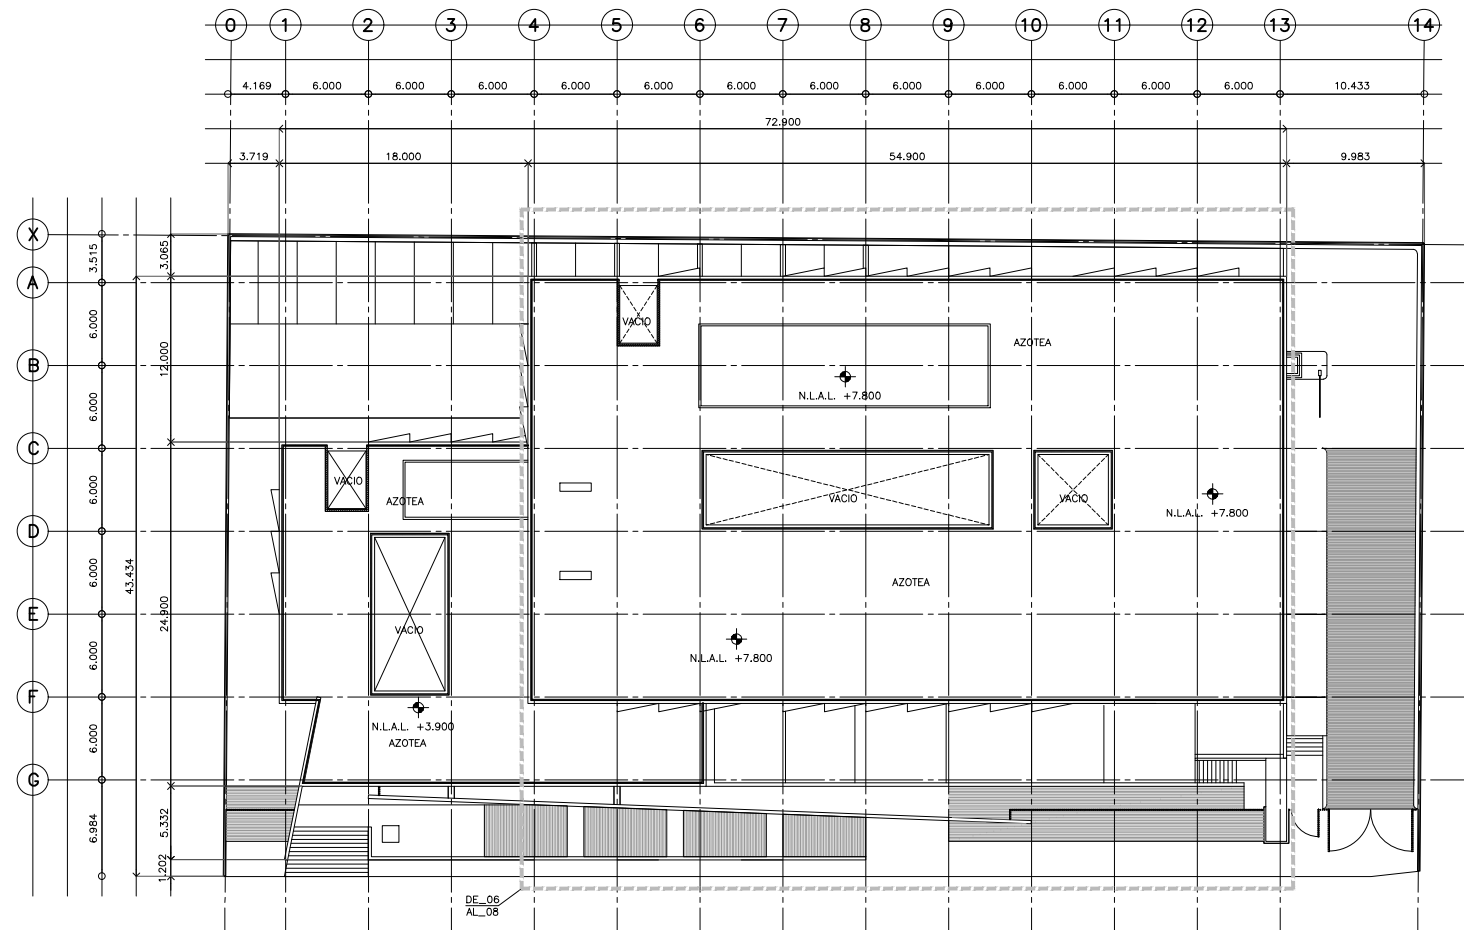 0 1 2 3 4 5 6 7 8 9 10 11 12 13 14
4.169 6.000 6.000 6.000 6.000 6.000 6.000 6.000 6.000 6.000 6.000 6.000 6.000 10.433
72.900
3.719 18.000 54.900 9.983
X
3.515
3.065
A
6.000
VACIO
AZOTEA
12.000
B
6.000
N.L.A.L. +7.800
C
6.000
VACIO
AZOTEA
VACIO
VACIO
N.L.A.L. +7.800
D
6.000
43.434
24.900
AZOTEA
E
6.000
VACIO
N.L.A.L. +7.800
F
6.000
N.L.A.L. +3.900
AZOTEA
G
6.984
5.332
1.202
DE_06
AL_08